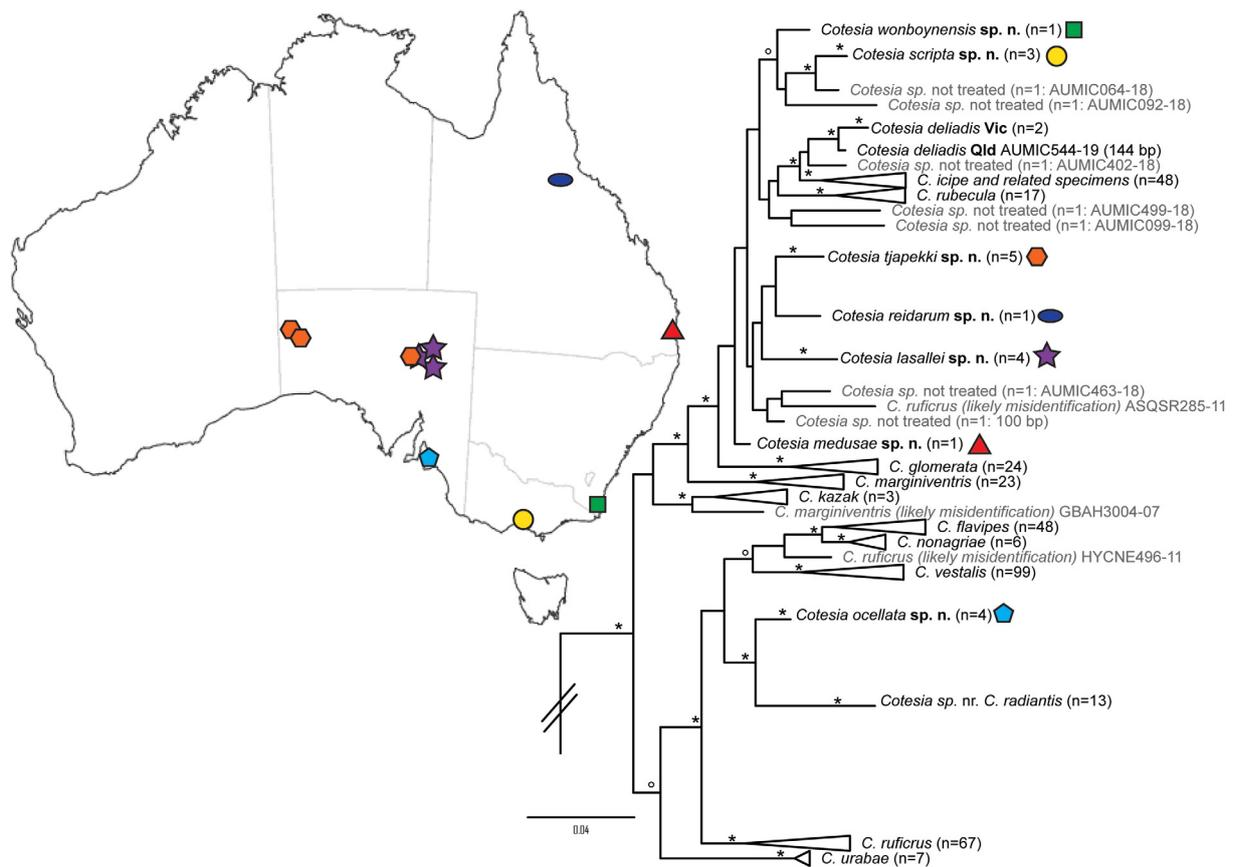 Cotesia wonboynensis sp. n. (n=1)
Cotesia scripta sp. n. (n=3)
Cotesia sp. not treated (n=1: AUMIC064-18)
Cotesia sp. not treated (n=1: AUMIC092-18)
Cotesia deliadis Vic (n=2)
Cotesia deliadis Qld AUMIC544-19 (144 bp)
Cotesia sp. not treated (n=1: AUMIC402-18)
C. icipe and related specimens (n=48)
C. rubecula (n=17)
Cotesia sp. not treated (n=1: AUMIC499-18)
Cotesia sp. not treated (n=1: AUMIC099-18)
Cotesia tjapekki sp. n. (n=5)
Cotesia reidarum sp. n. (n=1)
Cotesia lasallei sp. n. (n=4)
Cotesia sp. not treated (n=1: AUMIC463-18)
C. ruficrus (likely misidentification) ASQSR285-11
Cotesia sp. not treated (n=1: 100 bp)
Cotesia medusae sp. n. (n=1)
C. glomerata (n=24)
C. marginiventris (n=23)
C. kazak (n=3)
C. marginiventris (likely misidentification) GBAH3004-07
C. flavipes (n=48)
C. nonagriae (n=6)
C. ruficrus (likely misidentification) HYCNE496-11
C. vestalis (n=99)
Cotesia ocellata sp. n. (n=4)
Cotesia sp. nr. C. radiantis (n=13)
0.04
C. ruficrus (n=67)
C. urabae (n=7)